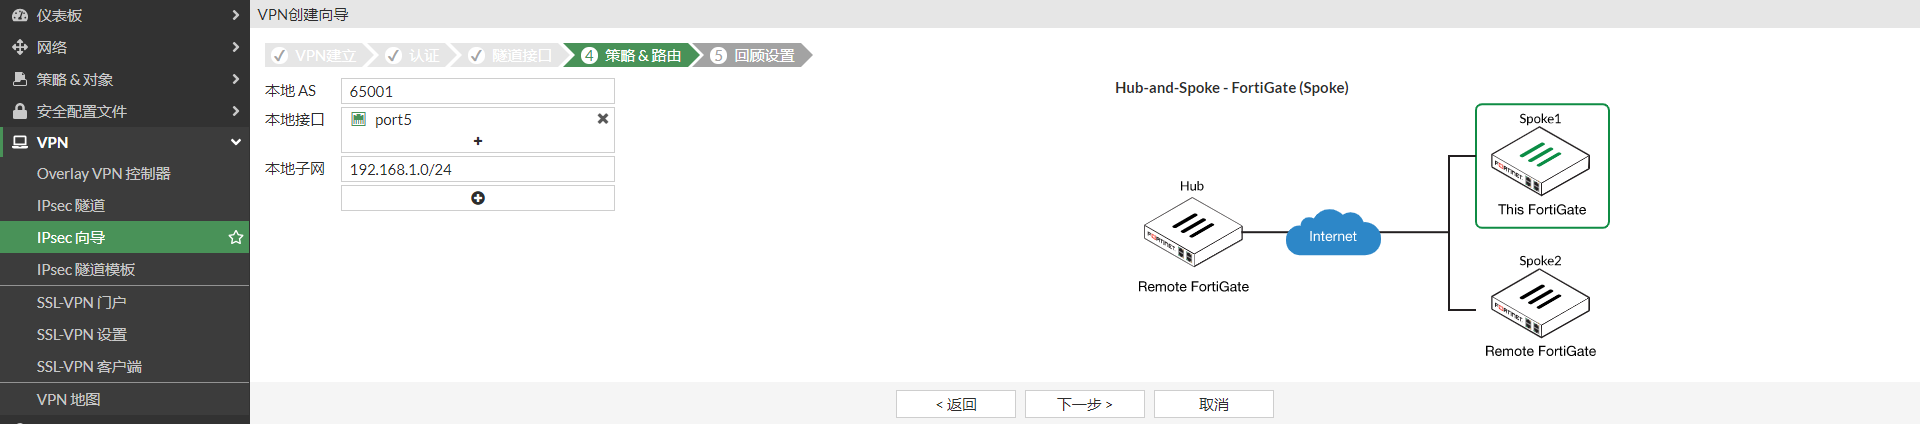 仪表板
网络
策略 & 对象
安全配置文件
VPN
Overlay VPN 控制器
IPsec 隧道
IPsec 向导
IPsec 隧道模板
SSL-VPN 门户
SSL-VPN 设置
SSL-VPN 客户端
VPN 地图
VPN创建向导
VPN建立 认证 隧道接口 4 策略 & 路由 5 回顾设置
本地 AS 65001
本地接口 port5
本地子网 192.168.1.0/24
Hub-and-Spoke - FortiGate (Spoke)
Spoke1
FORTINET
This FortiGate
Hub
FORTINET
Remote FortiGate
Internet
Spoke2
FORTINET
Remote FortiGate
< 返回 下一步 > 取消